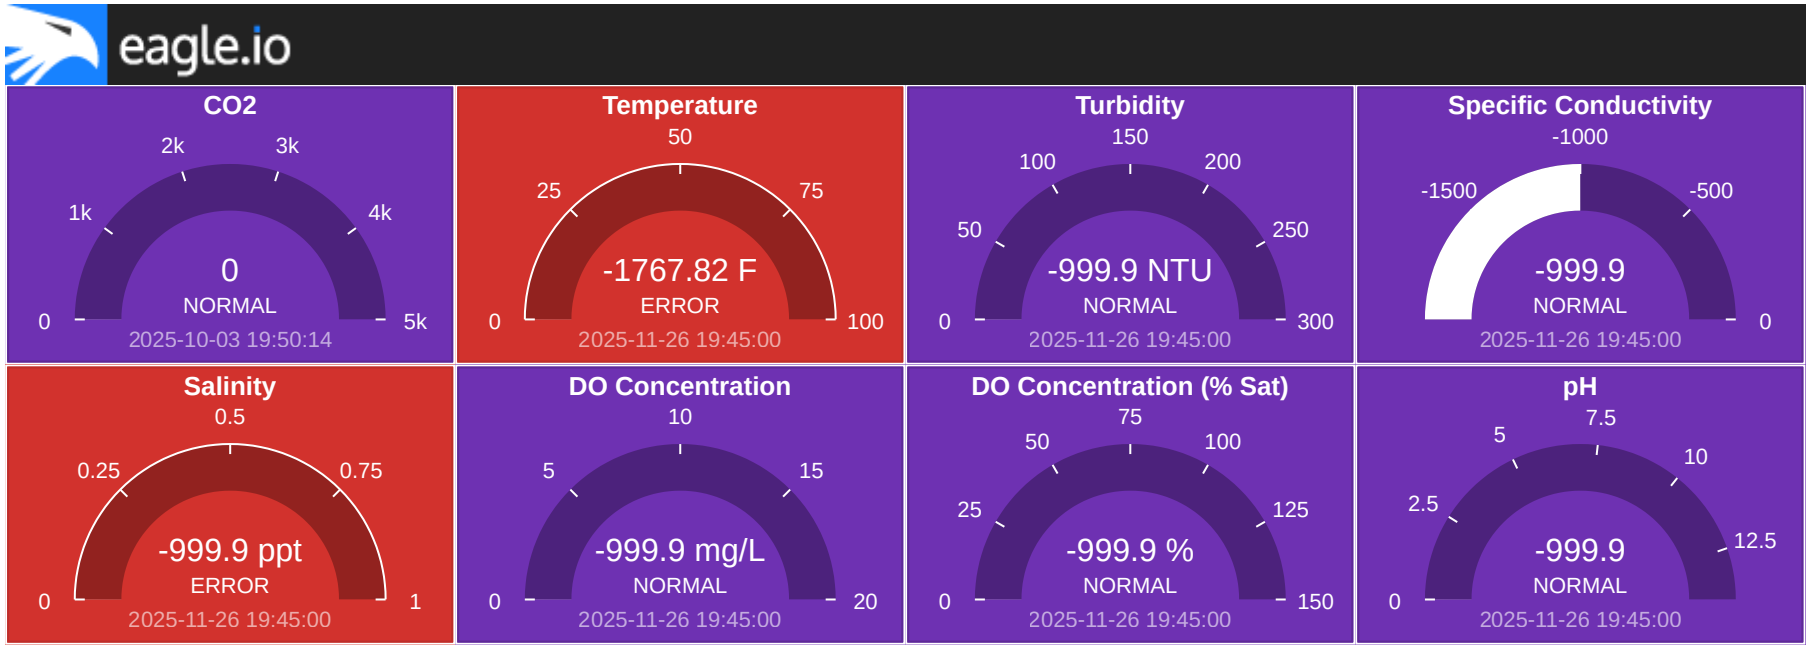 eagle.io
CO2
2k 3k
1k 4k
0
NORMAL
0 5k
2025-10-03 19:50:14
Temperature
50
25 75
-1767.82 F
ERROR
0 100
2025-11-26 19:45:00
Turbidity
150
100 200
50 250
-999.9 NTU
NORMAL
0 300
2025-11-26 19:45:00
Specific Conductivity
-1000
-1500 -500
-999.9
NORMAL
0
2025-11-26 19:45:00
Salinity
0.5
0.25 0.75
-999.9 ppt
ERROR
0 1
2025-11-26 19:45:00
DO Concentration
10
5 15
-999.9 mg/L
NORMAL
0 20
2025-11-26 19:45:00
DO Concentration (% Sat)
75
50 100
25 125
-999.9 %
NORMAL
0 150
2025-11-26 19:45:00
pH
7.5
5 10
2.5 12.5
-999.9
NORMAL
0
2025-11-26 19:45:00